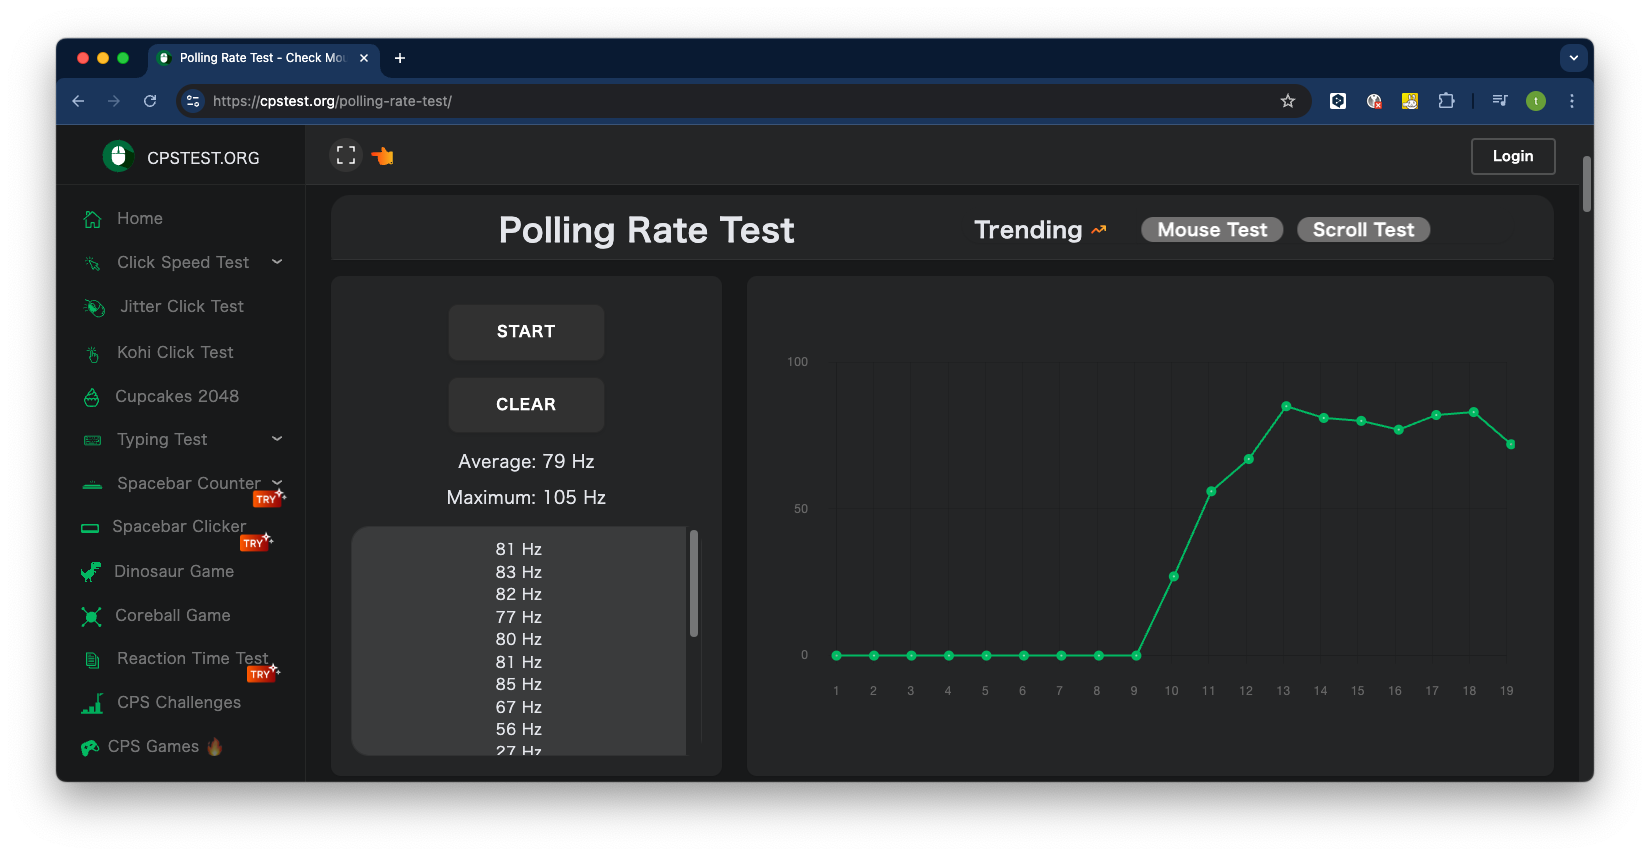 Polling Rate Test - Check Mou
https://cpstest.org/polling-rate-test/
t
CPSTEST.ORG
Login
Home
Click Speed Test
Jitter Click Test
Kohi Click Test
Cupcakes 2048
Typing Test
Spacebar Counter
TRY
Spacebar Clicker
TRY
Dinosaur Game
Coreball Game
Reaction Time Test
TRY
CPS Challenges
CPS Games
Polling Rate Test
Trending
Mouse Test
Scroll Test
START
CLEAR
Average: 79 Hz
Maximum: 105 Hz
81 Hz
83 Hz
82 Hz
77 Hz
80 Hz
81 Hz
85 Hz
67 Hz
56 Hz
27 Hz
100
50
0
1 2 3 4 5 6 7 8 9 10 11 12 13 14 15 16 17 18 19